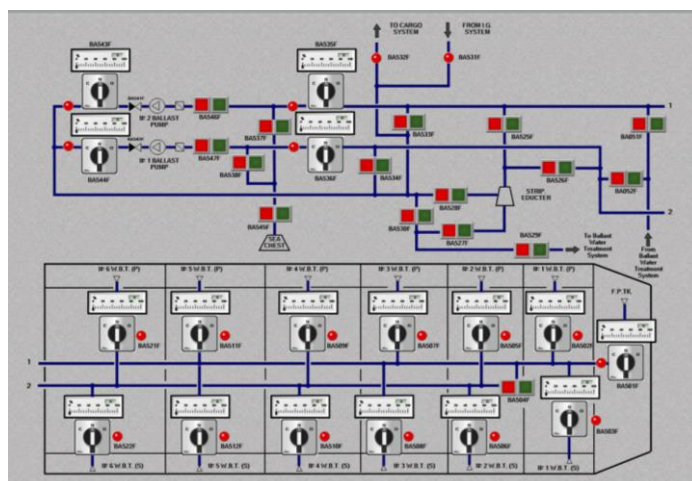 TO CARGO
SYSTEM
FROM I.G.
SYSTEM
BA543F
BA535F
BA532F
BA531F
1
Nº 2 BALLAST
PUMP
BA546F
BA537F
BA533F
BA525F
BA051F
BA544F
Nº 1 BALLAST
PUMP
BA547F
BA538F
BA536F
BA534F
BA526F
BA052F
STRIP
EDUCTER
BA528F
2
BA545F
SEA
CHEST
BA530F
BA527F
BA529F
To Ballast
Water
Treatment
System
From
Ballast
Water
Treatment
System
Nº 6 W.B.T. (P)
Nº 5 W.B.T. (P)
Nº 4 W.B.T. (P)
Nº 3 W.B.T. (P)
Nº 2 W.B.T. (P)
Nº 1 W.B.T. (P)
F.P.TK.
BA521F
BA511F
BA509F
BA507F
BA505F
BA502F
1
BA501F
2
BA504F
BA522F
BA512F
BA510F
BA508F
BA506F
BA503F
Nº 6 W.B.T. (S)
Nº 5 W.B.T. (S)
Nº 4 W.B.T. (S)
Nº 3 W.B.T. (S)
Nº 2 W.B.T. (S)
Nº 1 W.B.T. (S)